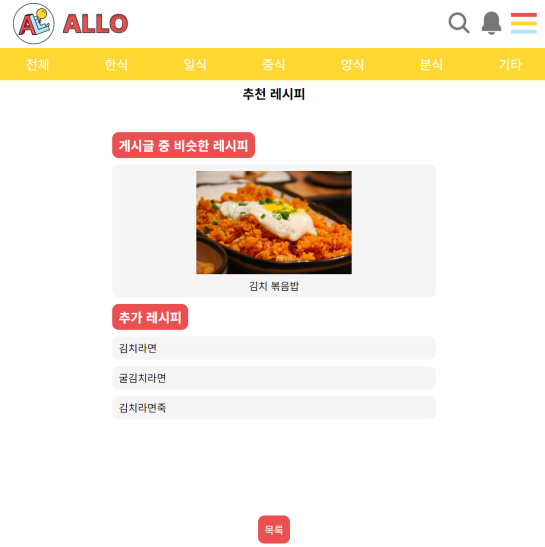 ALLO
전체 한식 일식 중식 양식 분식 기타
추천 레시피
게시글 중 비슷한 레시피
김치 볶음밥
추가 레시피
김치라면
굴김치라면
김치라면죽
목록